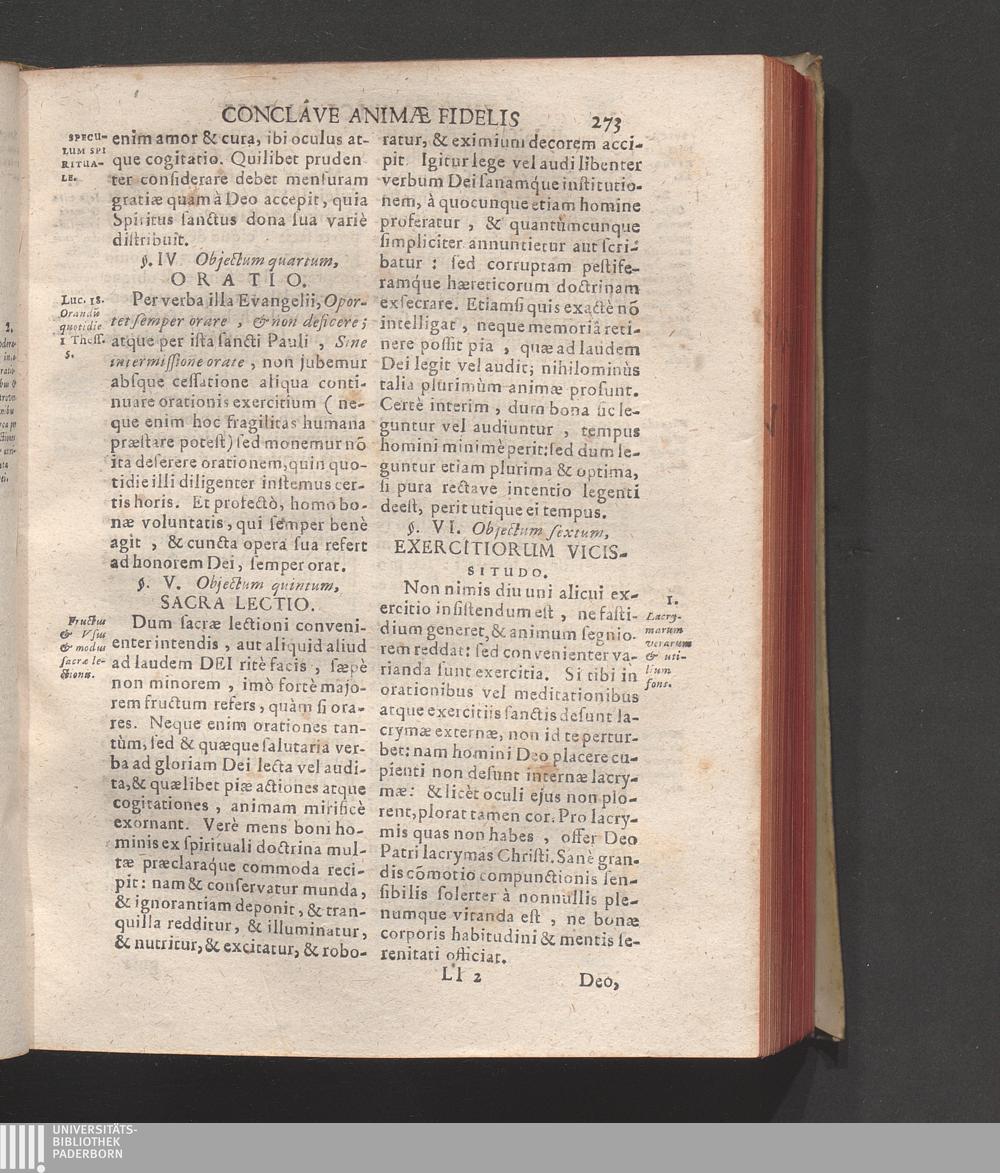 CONCLAVE ANIMÆ FIDELIS 273
SPECU-
LUM SPI
RITUA-
LE.
enim amor & cura, ibi oculus at-
que cogitatio. Quilibet pruden
ter conſiderare debet menſuram
gratiæ quam à Deo accepit, quia
Spiritus ſanctus dona ſua variè
diſtribuit.
§. IV. Objectum quartum,
ORATIO.
Luc. 18.
Orandū
quotidie
1 Theſſ.
5.
Per verba illa Evangelii, Opor-
tet ſemper orare , & non deficere;
atque per iſta ſancti Pauli , Sine
intermiſſione orate , non jubemur
abſque ceſſatione aliqua conti-
nuare orationis exercitium ( ne-
que enim hoc fragilitas humana
præſtare poteſt) ſed monemur nō
ita deſerere orationem, quin quo-
tidie illi diligenter inſtemus cer-
tis horis. Et profectò, homo bo-
næ voluntatis, qui ſemper benè
agit , & cuncta opera ſua refert
ad honorem Dei, ſemper orat.
§. V. Objectum quintum,
SACRA LECTIO.
Fructus
& Uſus
& modus
ſacræ le-
ctionis.
Dum ſacræ lectioni conveni-
enter intendis , aut aliquid aliud
ad laudem DEI ritè facis , ſæpè
non minorem , imò fortè majo-
rem fructum refers, quàm ſi ora-
res. Neque enim orationes tan-
tùm, ſed & quæque ſalutaria ver-
ba ad gloriam Dei lecta vel audi-
ta, & quælibet piæ actiones atque
cogitationes , animam mirificè
exornant. Verè mens boni ho-
minis ex ſpirituali doctrina mul-
tæ præclaraq́ue commoda reci-
pit: nam & conſervatur munda,
& ignorantiam deponit, & tran-
quilla redditur, & illuminatur,
& nutritur, & excitatur, & robo-
ratur, & eximium decorem acci-
pit. Igitur lege vel audi libenter
verbum Dei ſanamq́ue inſtitutio-
nem, à quocunque etiam homine
proferatur , & quantùmcunque
ſimpliciter annuntietur aut ſcri-
batur : ſed corruptam peſtife-
ramq́ue hæreticorum doctrinam
exſecrare. Etiamſi quis exactè nō
intelligat , neque memoriâ reti-
nere poſſit pia , quæ ad laudem
Dei legit vel audit; nihilominùs
talia plurimùm animæ proſunt.
Certè interim , dum bona ſic le-
guntur vel audiuntur , tempus
homini minimè perit: ſed dum le-
guntur etiam plurima & optima,
ſi pura rectave intentio legenti
deeſt, perit utique ei tempus.
§. VI. Objectum ſextum,
EXERCITIORUM VICIS-
SITUDO.
Non nimis diu uni alicui ex-
ercitio inſiſtendum eſt , ne faſti-
dium generet, & animum ſegnio-
rem reddat: ſed convenienter va-
rianda ſunt exercitia. Si tibi in
orationibus vel meditationibus
atque exercitiis ſanctis deſunt la-
crymæ externæ, non id te pertur-
bet: nam homini Deo placere cu-
pienti non deſunt internæ lacry-
mæ: & licèt oculi ejus non plo-
rent, plorat tamen cor. Pro lacry-
mis quas non habes , offer Deo
Patri lacrymas Chriſti. Sanè gran-
dis cōmotio compunctionis ſen-
ſibilis ſolerter à nonnullis ple-
numque vitanda eſt , ne bonæ
corporis habitudini & mentis ſe-
renitati officiat.
1.
Lacry-
marum
verarum
& uti-
lium
fons.
Ll 2
Deo,
UNIVERSITÄTS-
BIBLIOTHEK
PADERBORN